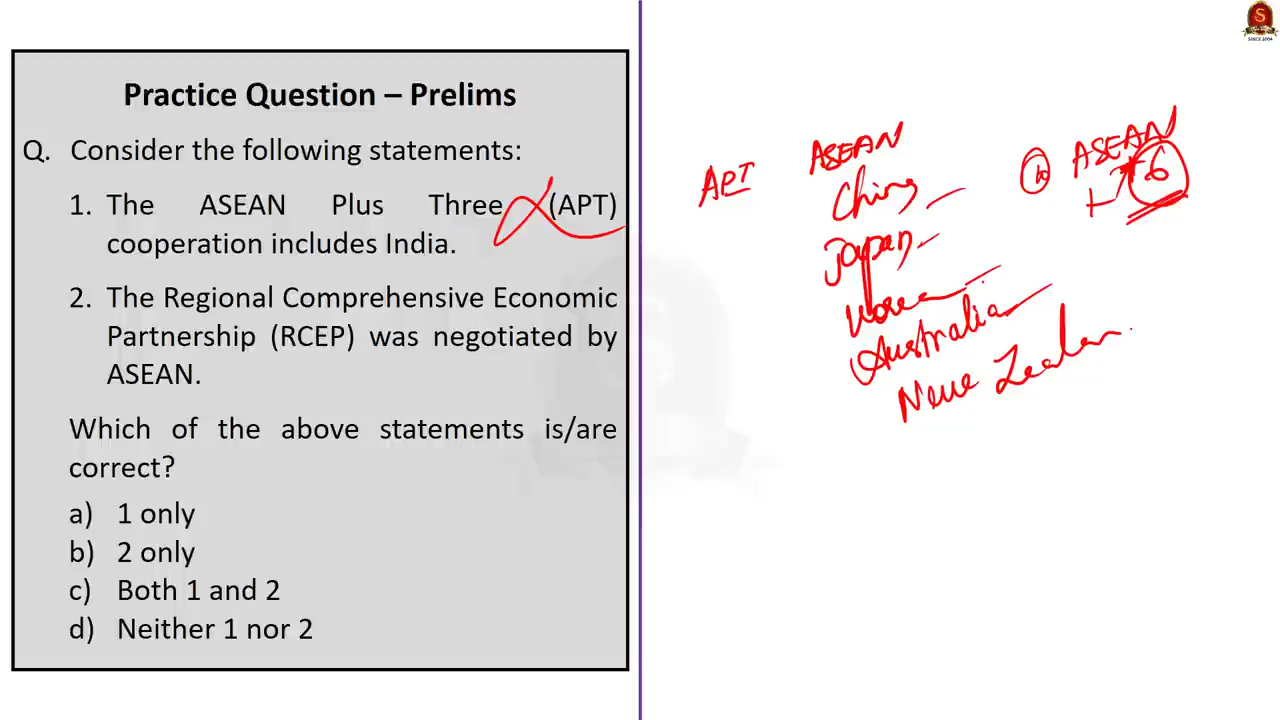 Practice Question – Prelims
Q. Consider the following statements:
1. The ASEAN Plus Three (APT)
cooperation includes India.
2. The Regional Comprehensive Economic
Partnership (RCEP) was negotiated by
ASEAN.
Which of the above statements is/are
correct?
a) 1 only
b) 2 only
c) Both 1 and 2
d) Neither 1 nor 2
APT ASEAN
China
Japan
Korea
Australia
New
ASEAN
+6
S
SINCE 2004